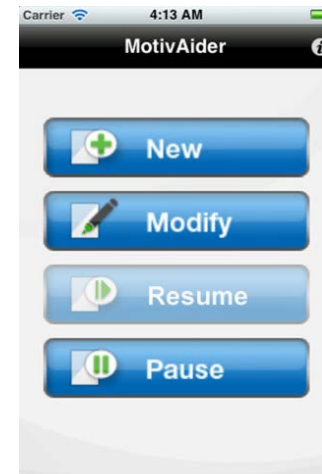 Carrier 4:13 AM
MotivAider
New
Modify
Resume
Pause